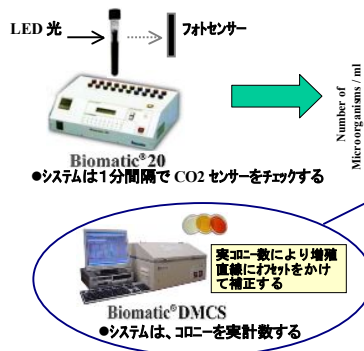 LED 光
フォトセンサー
Number of
Microorganisms / ml
Biomatic®20
●システムは1分間隔で CO2 センサーをチェックする
実コロニー数により増殖
直線にオフセットをかけ
て補正する
Biomatic®DMCS
●システムは、コロニーを実計数する